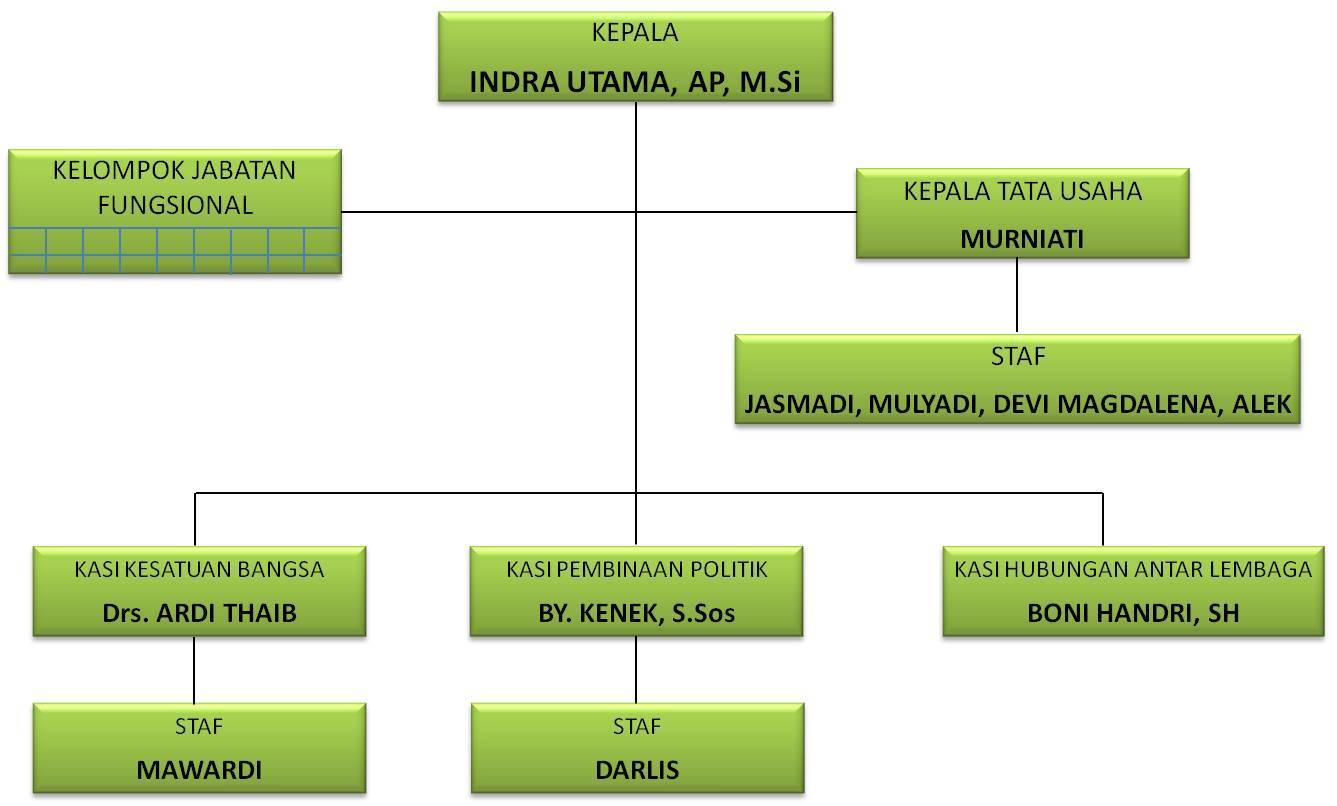 KEPALA
INDRA UTAMA, AP, M.Si
KELOMPOK JABATAN
FUNGSIONAL
KEPALA TATA USAHA
MURNIATI
STAF
JASMADI, MULYADI, DEVI MAGDALENA, ALEK
KASI KESATUAN BANGSA
Drs. ARDI THAIB
KASI PEMBINAAN POLITIK
BY. KENEK, S.Sos
KASI HUBUNGAN ANTAR LEMBAGA
BONI HANDRI, SH
STAF
MAWARDI
STAF
DARLIS